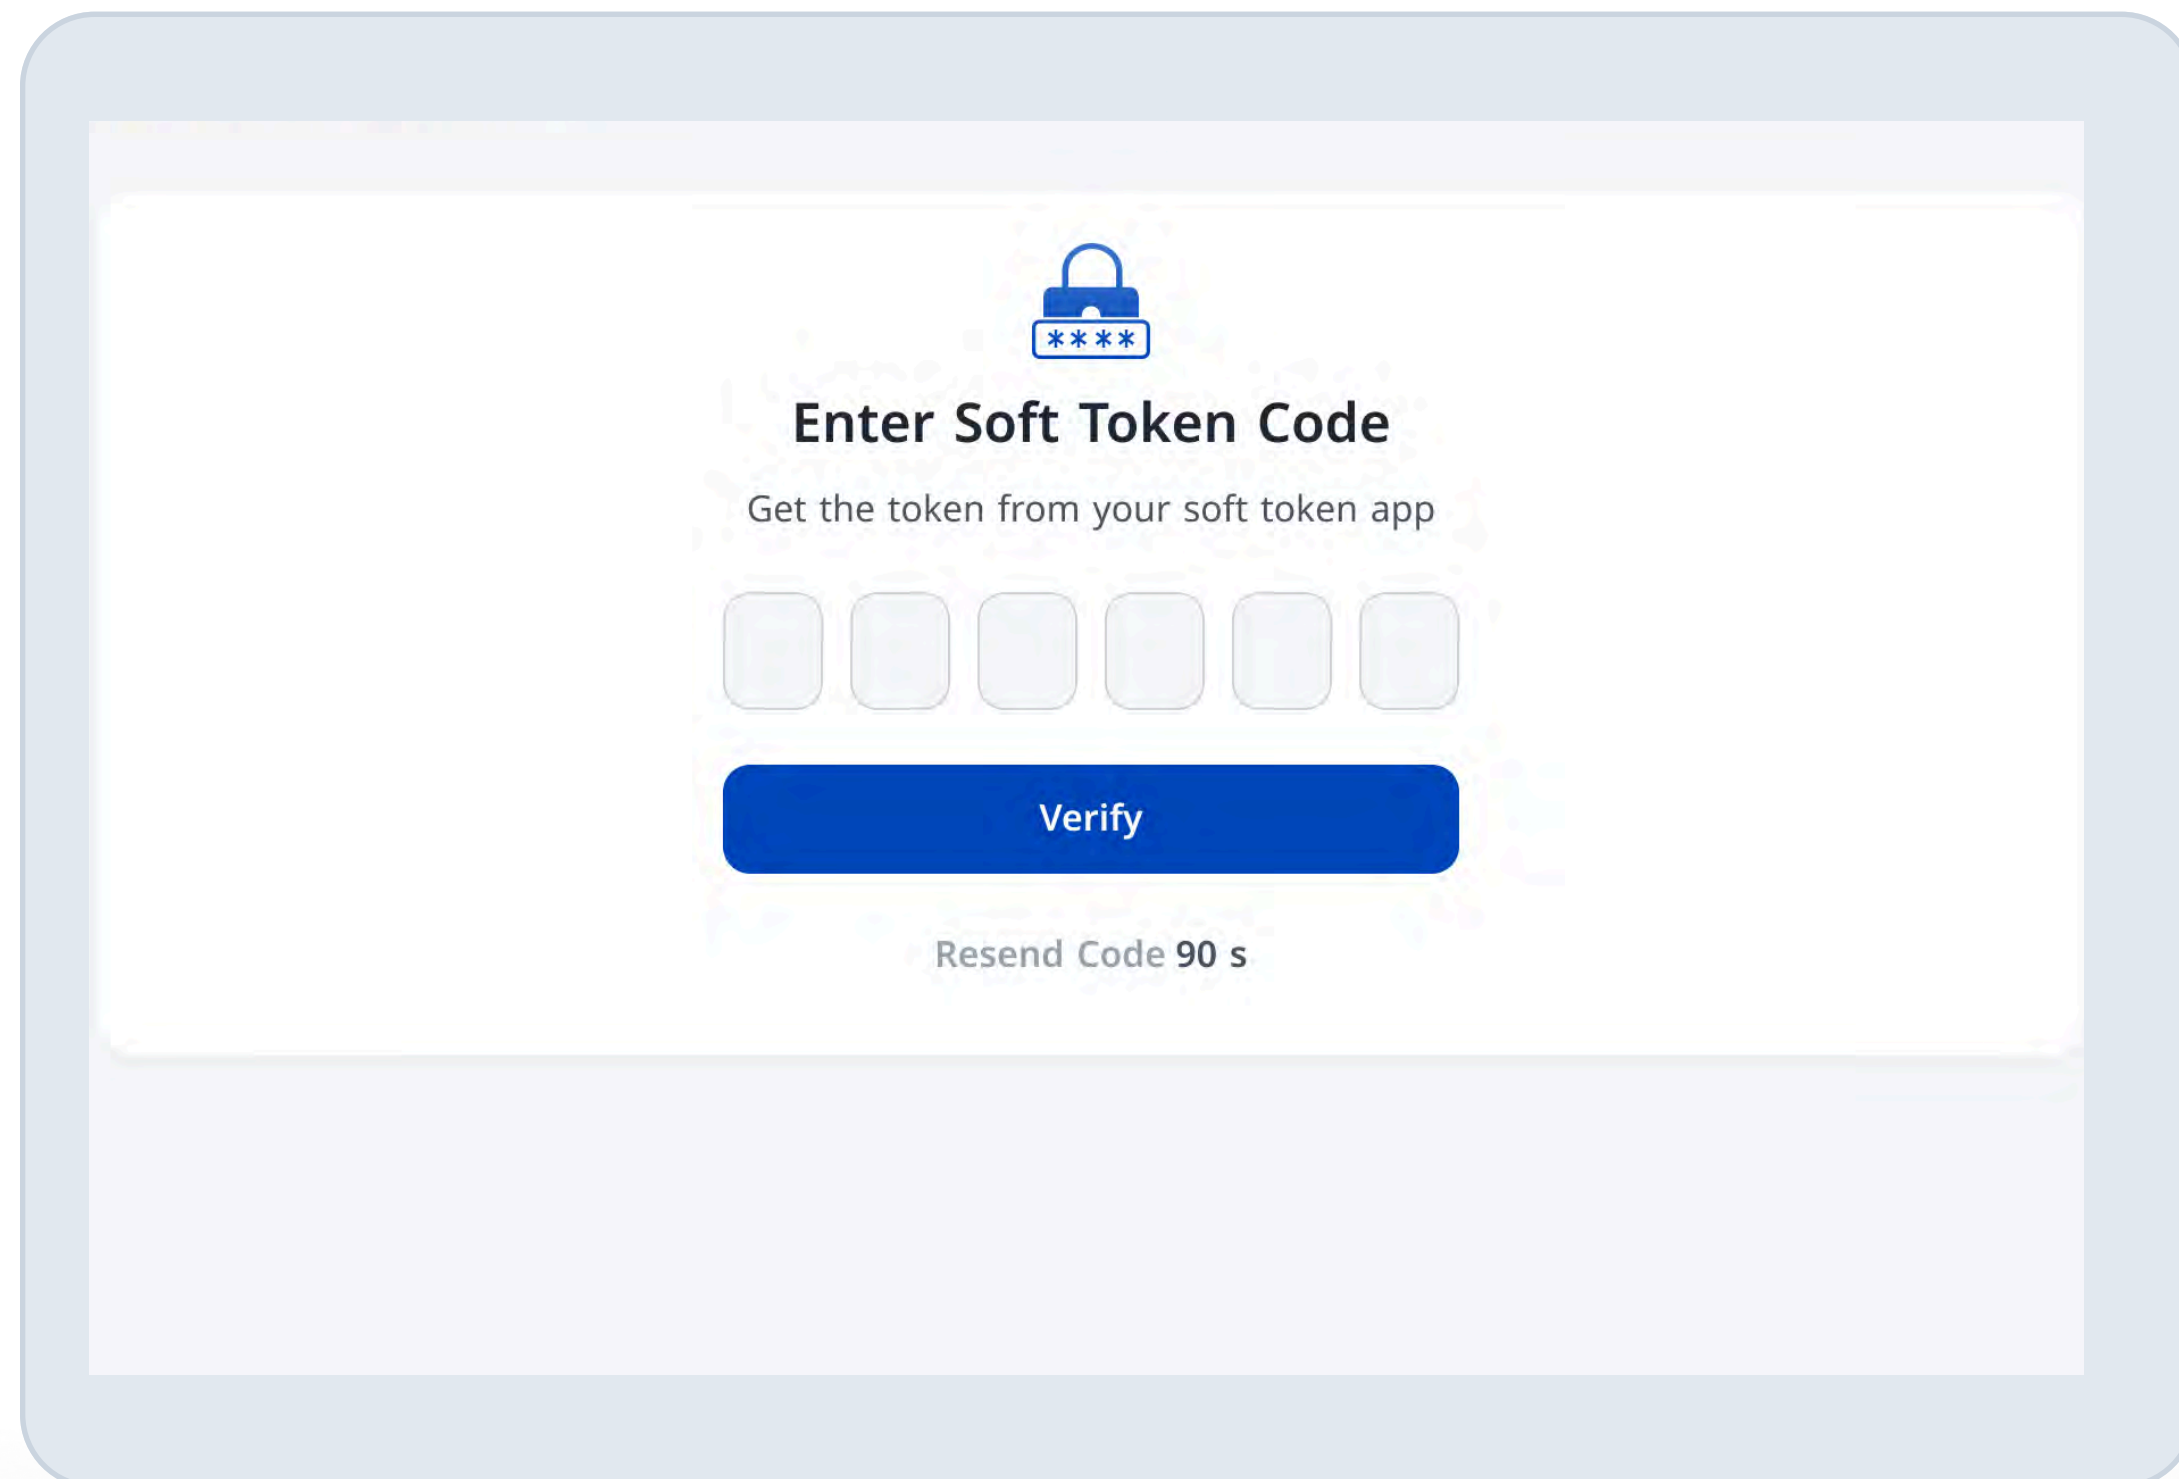 ****
Enter Soft Token Code
Get the token from your soft token app
Verify
Resend Code 90 s